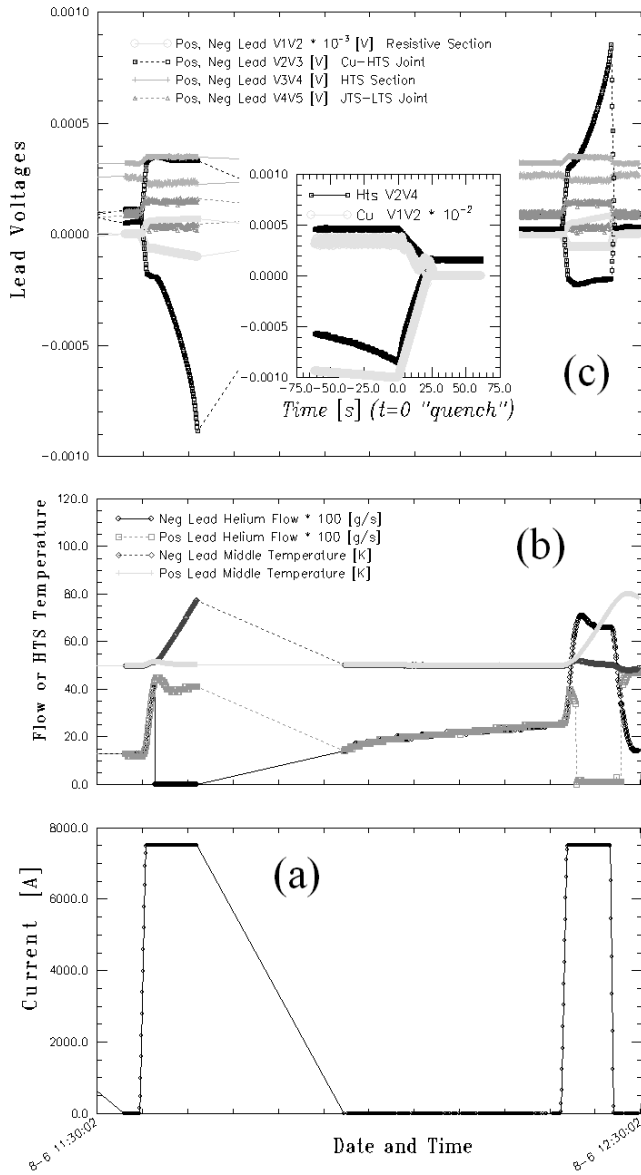 Pos, Neg Lead V1V2 * 10⁻³ [V] Resistive Section
Pos, Neg Lead V2V3 [V] Cu-HTS Joint
Pos, Neg Lead V3V4 [V] HTS Section
Pos, Neg Lead V4V5 [V] JTS-LTS Joint
Lead Voltages
0.0010
0.0005
0.0000
-0.0005
-0.0010
0.0010
0.0005
0.0000
-0.0005
-0.0010
Hts V2V4
Cu V1V2 * 10⁻²
-75.0 -50.0 -25.0 0.0 25.0 50.0 75.0
Time [s] (t=0 "quench")
(c)
Flow or HTS Temperature
120.0
100.0
80.0
60.0
40.0
20.0
0.0
Neg Lead Helium Flow * 100 [g/s]
Pos Lead Helium Flow * 100 [g/s]
Neg Lead Middle Temperature [K]
Pos Lead Middle Temperature [K]
(b)
Current [A]
8000.0
6000.0
4000.0
2000.0
0.0
(a)
8-6 11:30:02
Date and Time
8-6 12:30:02